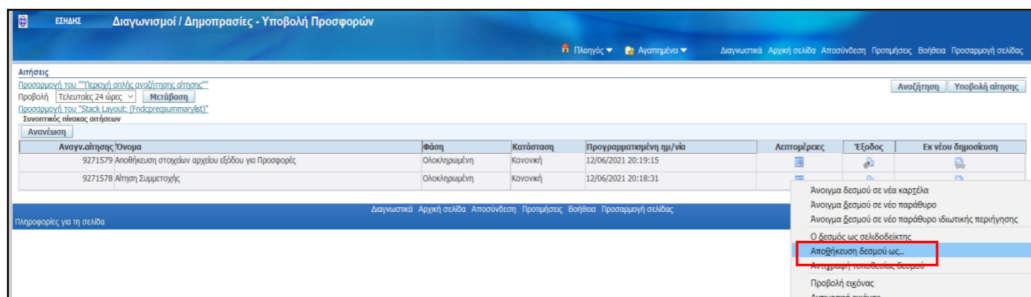 ΕΣΗΔΗΣ Διαγωνισμοί / Δημοπρασίες - Υποβολή Προσφορών
Πλοηγός Αγαπημένα Διαγνωστικά Αρχική σελίδα Αποσύνδεση Προτιμήσεις Βοήθεια Προσαρμογή σελίδας
Αιτήσεις
Προσαρμογή του ""Περιοχή απλής αναζήτησης αίτησης""
Αναζήτηση Υποβολή αίτησης
Προβολή Τελευταίες 24 ώρες Μετάβαση
Προσαρμογή του "Stack Layout: (Fndcpreqsummarylist)"
Συνοπτικός πίνακας αιτήσεων
Ανανέωση
Αναγν.αίτησης Όνομα Φάση Κατάσταση Προγραμματισμένη ημ/νία Λεπτομέρειες Έξοδος Εκ νέου δημοσίευση
9271579 Αποθήκευση στοιχείων αρχείου εξόδου για Προσφορές Ολοκληρωμένη Κανονική 12/06/2021 20:19:15
9271578 Αίτηση Συμμετοχής Ολοκληρωμένη Κανονική 12/06/2021 20:18:31
Διαγνωστικά Αρχική σελίδα Αποσύνδεση Προτιμήσεις Βοήθεια Προσαρμογή σελίδας
Πληροφορίες για τη σελίδα
Άνοιγμα δεσμού σε νέα καρτέλα
Άνοιγμα δεσμού σε νέο παράθυρο
Άνοιγμα δεσμού σε νέο παράθυρο ιδιωτικής περιήγησης
Ο δεσμός ως σελιδοδείκτης
Αποθήκευση δεσμού ως...
Αντιγραφή τοποθεσίας δεσμού
Προβολή εικόνας